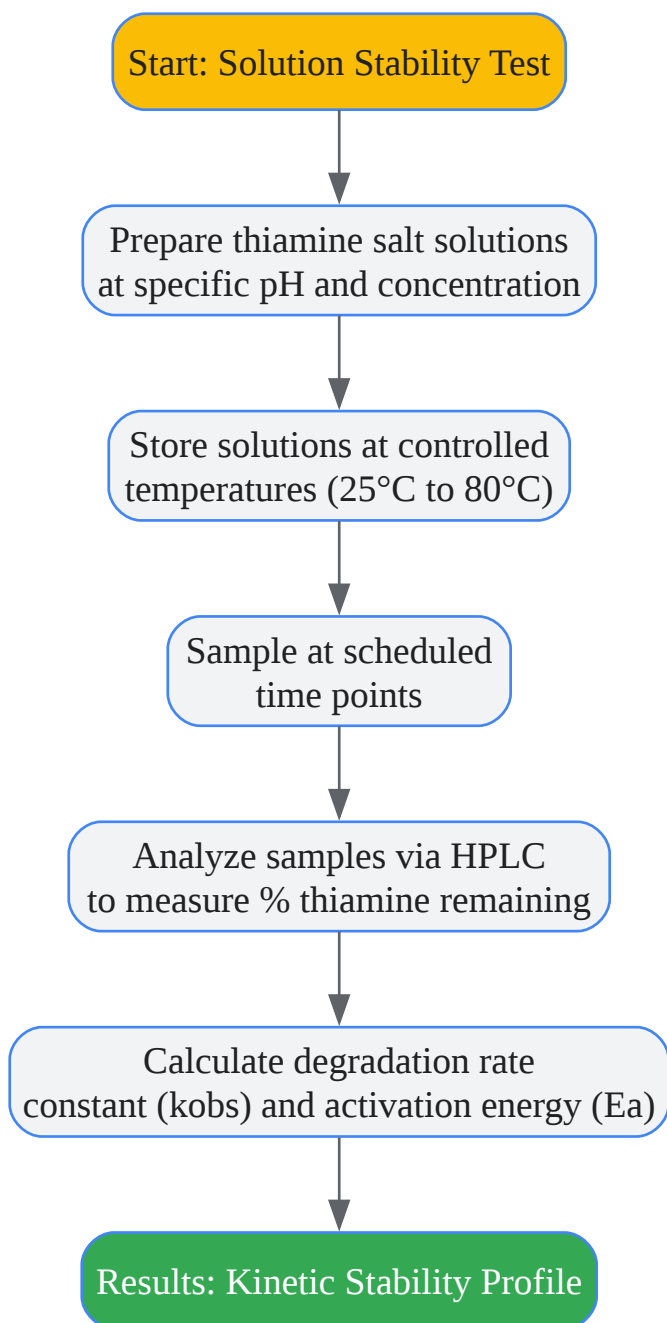 Start: Solution Stability Test
Prepare thiamine salt solutions
at specific pH and concentration
Store solutions at controlled
temperatures (25°C to 80°C)
Sample at scheduled
time points
Analyze samples via HPLC
to measure % thiamine remaining
Calculate degradation rate
constant (kobs) and activation energy (Ea)
Results: Kinetic Stability Profile